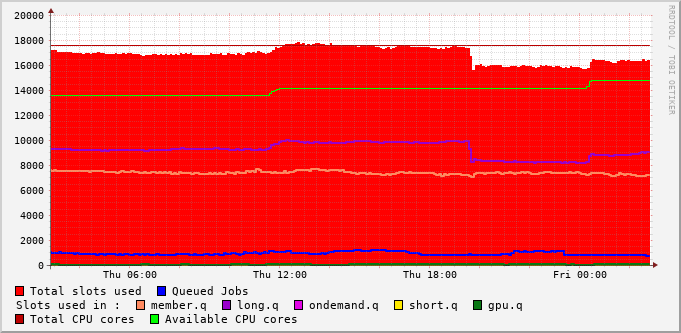 RRDTOOL / TOBI OETIKER
20000
18000
16000
14000
12000
10000
8000
6000
4000
2000
0
Thu 06:00 Thu 12:00 Thu 18:00 Fri 00:00
Total slots used Queued Jobs
Slots used in : member.q long.q ondemand.q short.q gpu.q
Total CPU cores Available CPU cores